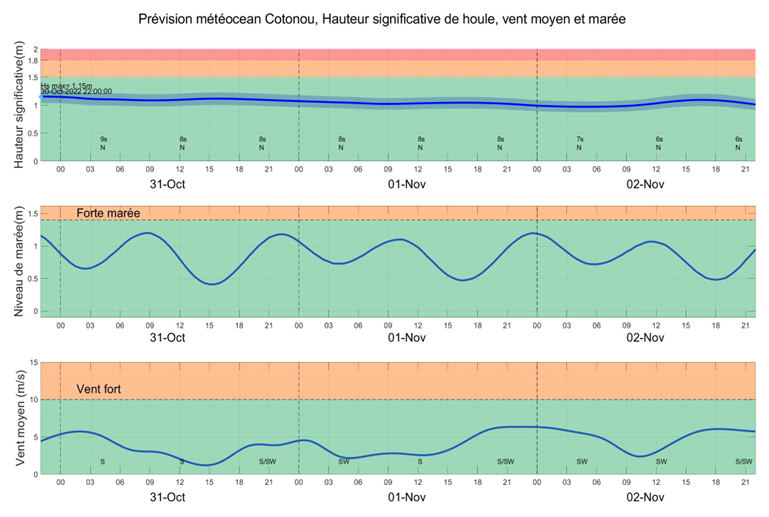 Prévision météocean Cotonou, Hauteur significative de houle, vent moyen et marée
Hauteur significative(m)
2
1.8
1.5
1
0.5
0
Hs max= 1.15m
30-Oct-2022 22:00:00
9s 8s 8s 8s 8s 8s 7s 6s 6s
N N N N N N N N N
00 03 06 09 12 15 18 21 00 03 06 09 12 15 18 21 00 03 06 09 12 15 18 21
31-Oct 01-Nov 02-Nov
Niveau de marée(m)
1.5
1
0.5
0
Forte marée
00 03 06 09 12 15 18 21 00 03 06 09 12 15 18 21 00 03 06 09 12 15 18 21
31-Oct 01-Nov 02-Nov
Vent moyen (m/s)
15
10
5
0
Vent fort
S S S/SW SW S S/SW SW SW S/SW
00 03 06 09 12 15 18 21 00 03 06 09 12 15 18 21 00 03 06 09 12 15 18 21
31-Oct 01-Nov 02-Nov